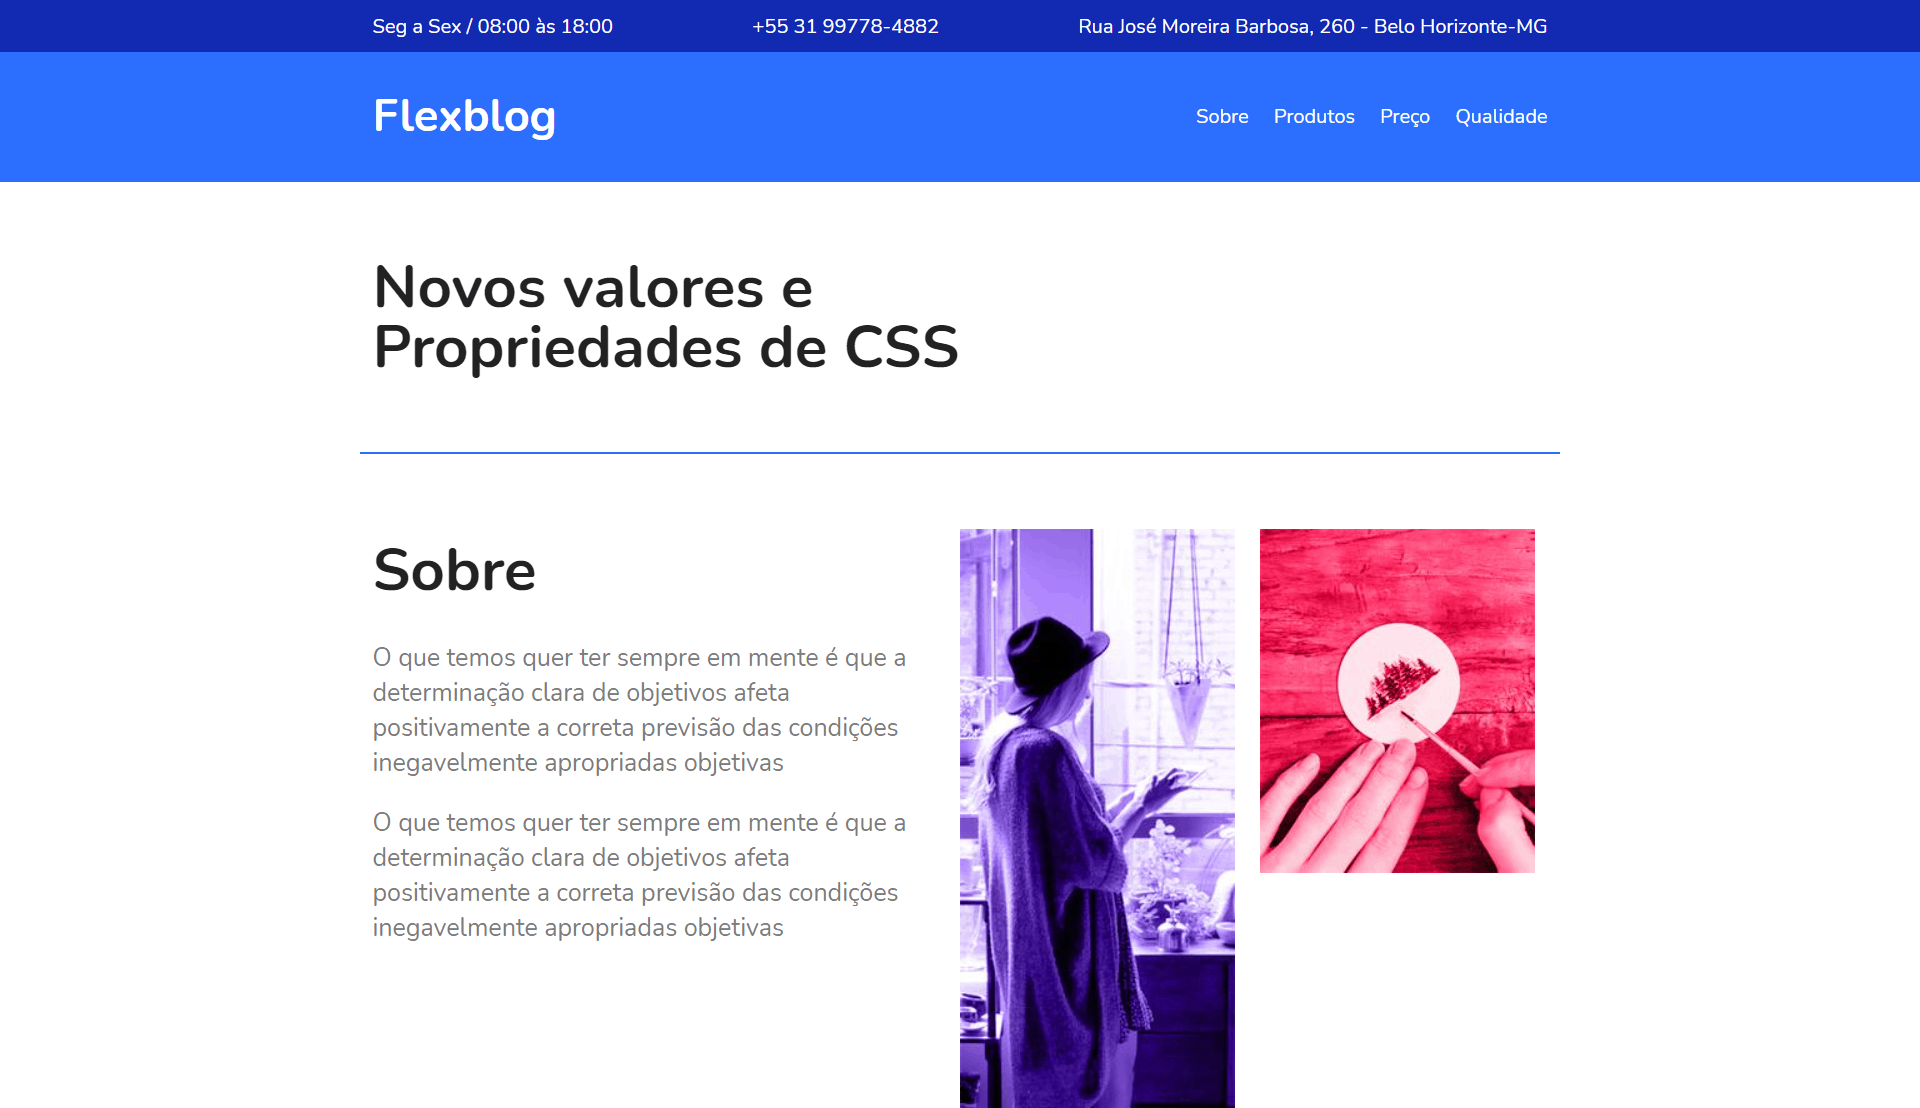 Seg a Sex / 08:00 às 18:00
+55 31 99778-4882
Rua José Moreira Barbosa, 260 - Belo Horizonte-MG
Flexblog
Sobre
Produtos
Preço
Qualidade
Novos valores e
Propriedades de CSS
Sobre
O que temos quer ter sempre em mente é que a
determinação clara de objetivos afeta
positivamente a correta previsão das condições
inegavelmente apropriadas objetivas
O que temos quer ter sempre em mente é que a
determinação clara de objetivos afeta
positivamente a correta previsão das condições
inegavelmente apropriadas objetivas